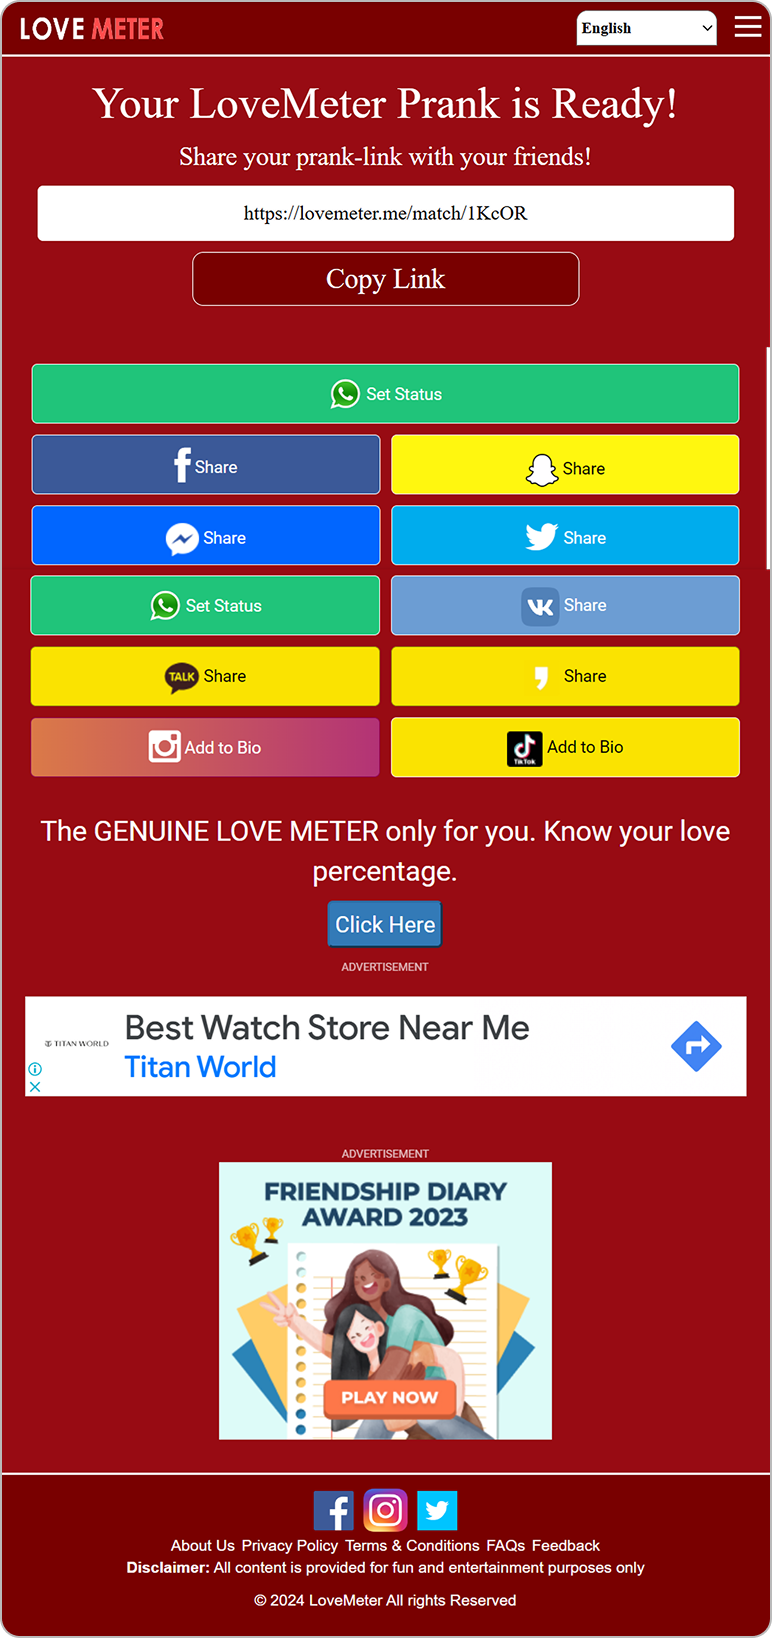 LOVE METER
English
Your LoveMeter Prank is Ready!
Share your prank-link with your friends!
https://lovemeter.me/match/1KcOR
Copy Link
Set Status
Share
Share
Share
Share
Set Status
Share
TALK Share
Share
Add to Bio
TikTok Add to Bio
The GENUINE LOVE METER only for you. Know your love
percentage.
Click Here
ADVERTISEMENT
TITAN WORLD
Best Watch Store Near Me
Titan World
ADVERTISEMENT
FRIENDSHIP DIARY
AWARD 2023
PLAY NOW
About Us Privacy Policy Terms & Conditions FAQs Feedback
Disclaimer: All content is provided for fun and entertainment purposes only
© 2024 LoveMeter All rights Reserved